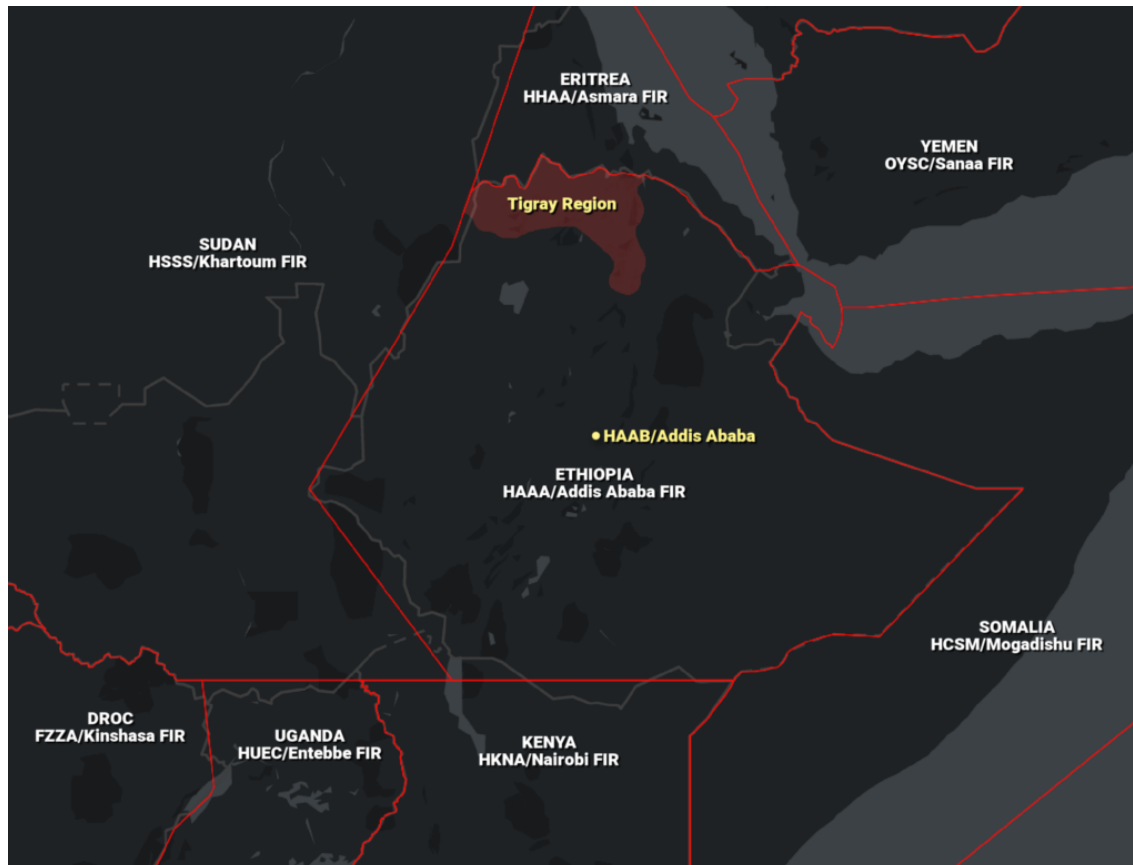 ERITREA
HHAA/Asmara FIR
YEMEN
OYSC/Sanaa FIR
Tigray Region
SUDAN
HSSS/Khartoum FIR
HAAB/Addis Ababa
ETHIOPIA
HAAA/Addis Ababa FIR
SOMALIA
HCSM/Mogadishu FIR
DROC
FZZA/Kinshasa FIR
UGANDA
HUEC/Entebbe FIR
KENYA
HKNA/Nairobi FIR